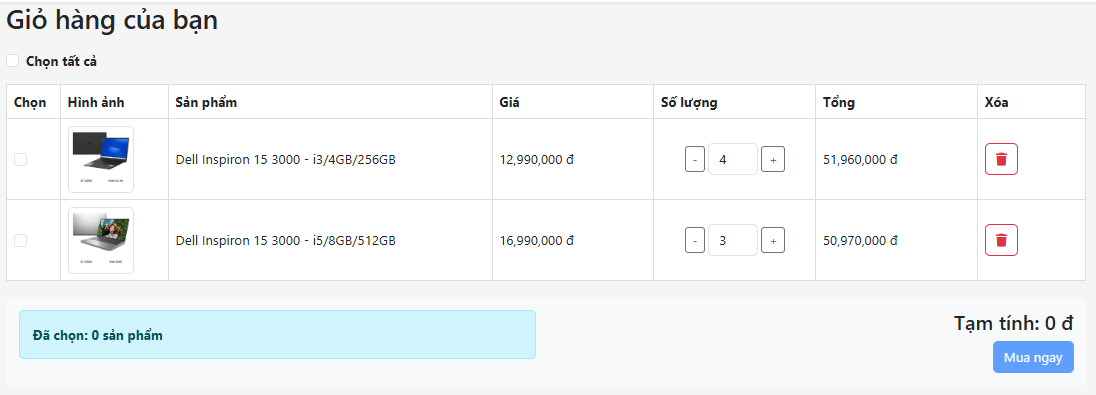 Giỏ hàng của bạn
Chọn tất cả
Chọn Hình ảnh Sản phẩm Giá Số lượng Tổng Xóa
Dell Inspiron 15 3000 - i3/4GB/256GB 12,990,000 đ - 4 + 51,960,000 đ
Dell Inspiron 15 3000 - i5/8GB/512GB 16,990,000 đ - 3 + 50,970,000 đ
Đã chọn: 0 sản phẩm
Tạm tính: 0 đ
Mua ngay